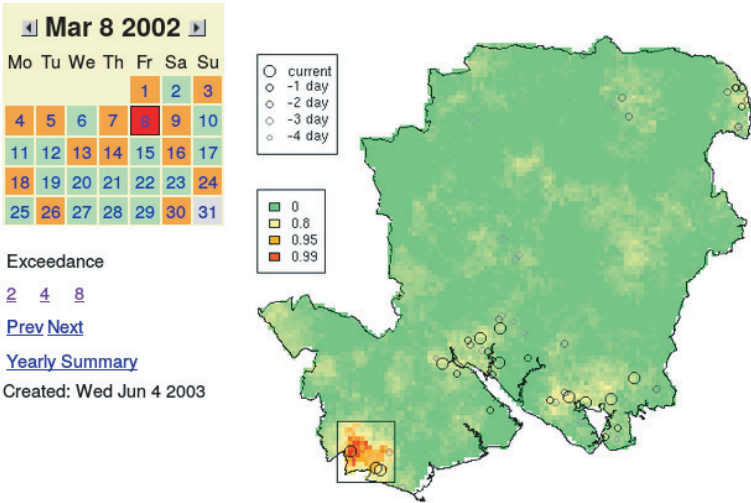 Mar 8 2002
Mo Tu We Th Fr Sa Su
1 2 3
4 5 6 7 8 9 10
11 12 13 14 15 16 17
18 19 20 21 22 23 24
25 26 27 28 29 30 31
Exceedance
2 4 8
Prev Next
Yearly Summary
Created: Wed Jun 4 2003
current
-1 day
-2 day
-3 day
-4 day
0
0.8
0.95
0.99